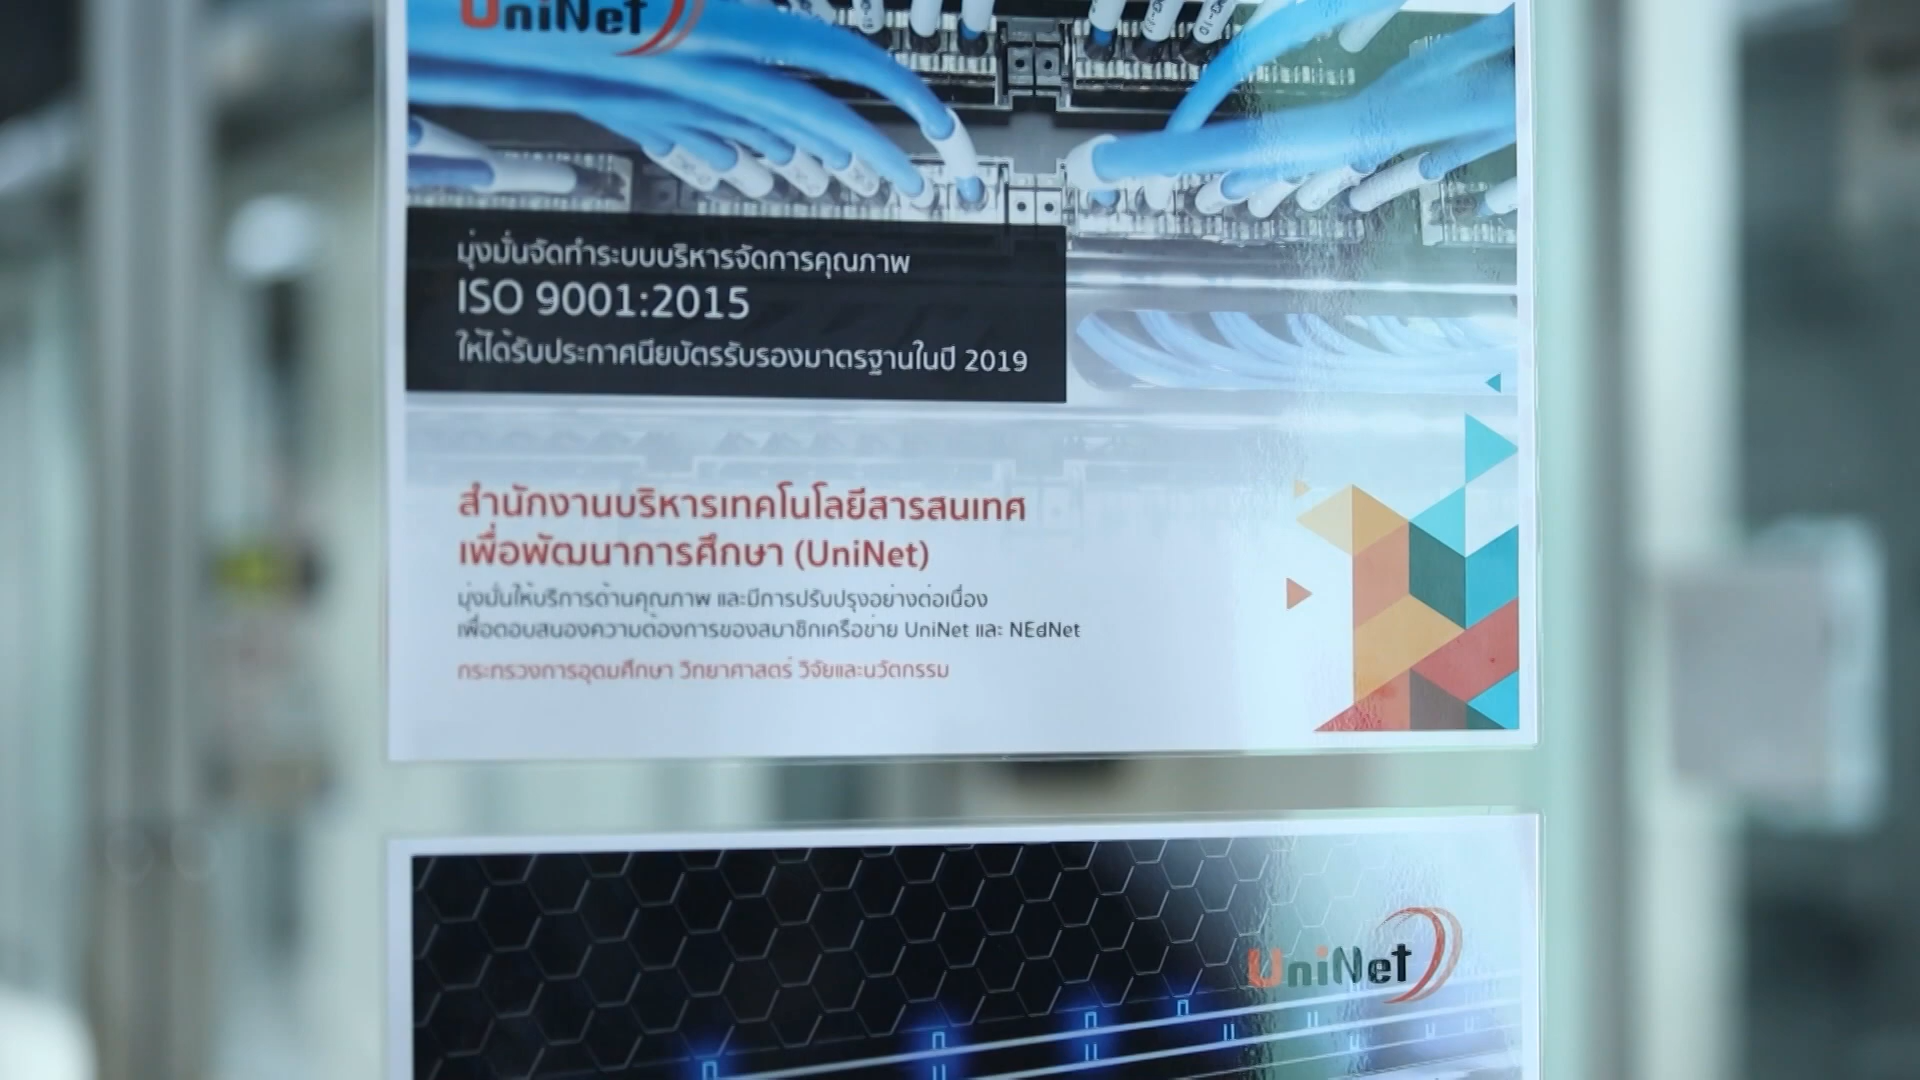 UniNet
มุ่งมั่นจัดทำระบบบริหารจัดการคุณภาพ
ISO 9001:2015
ให้ได้รับประกาศนียบัตรรับรองมาตรฐานในปี 2019
สำนักงานบริหารเทคโนโลยีสารสนเทศ
เพื่อพัฒนาการศึกษา (UniNet)
มุ่งมั่นให้บริการด้านคุณภาพ และมีการปรับปรุงอย่างต่อเนื่อง
เพื่อตอบสนองความต้องการของสมาชิกเครือข่าย UniNet และ NEdNet
กระทรวงการอุดมศึกษา วิทยาศาสตร์ วิจัยและนวัตกรรม
UniNet